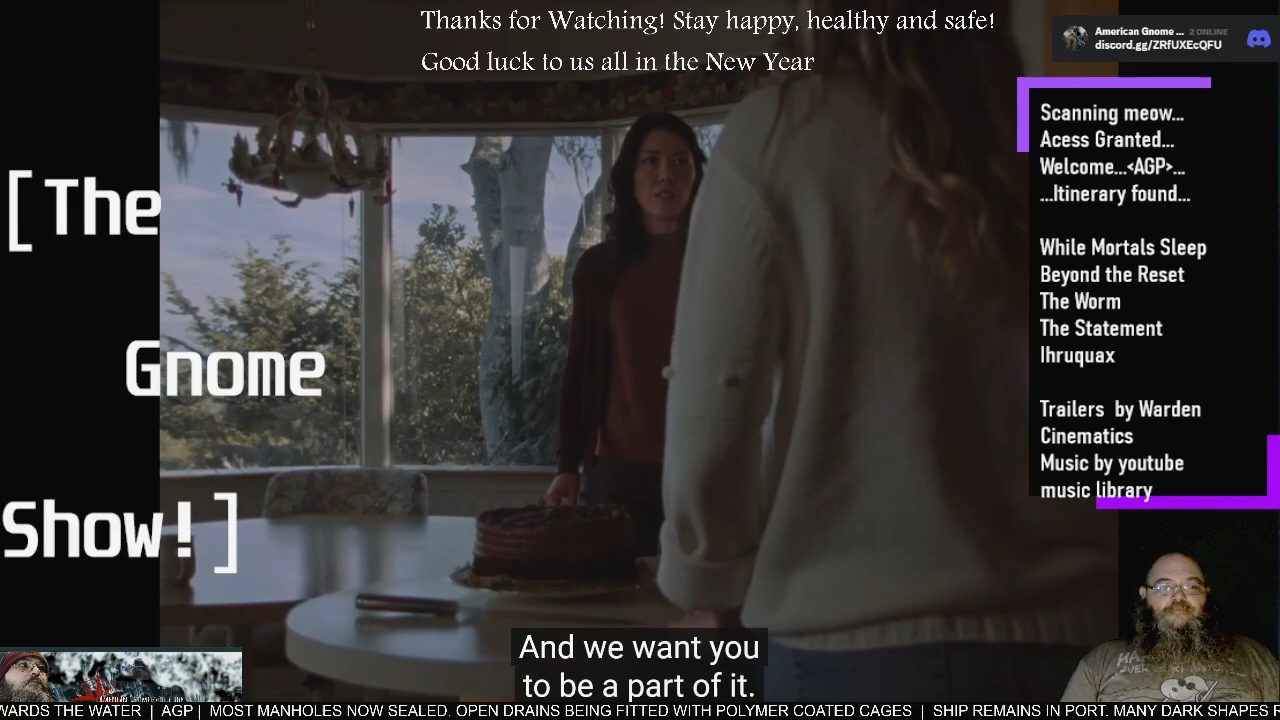 Thanks for Watching! Stay happy, healthy and safe!
Good luck to us all in the New Year
American Gnome ... 2 ONLINE
discord.gg/ZRfUXEcQFU
[The
Gnome
Show!]
Scanning meow...
Acess Granted...
Welcome...<AGP>...
...Itinerary found...
While Mortals Sleep
Beyond the Reset
The Worm
The Statement
Ihruquax
Trailers by Warden
Cinematics
Music by youtube
music library
And we want you
to be a part of it.
WARDS THE WATER | AGP | MOST MANHOLES NOW SEALED. OPEN DRAINS BEING FITTED WITH POLYMER COATED CAGES | SHIP REMAINS IN PORT. MANY DARK SHAPES